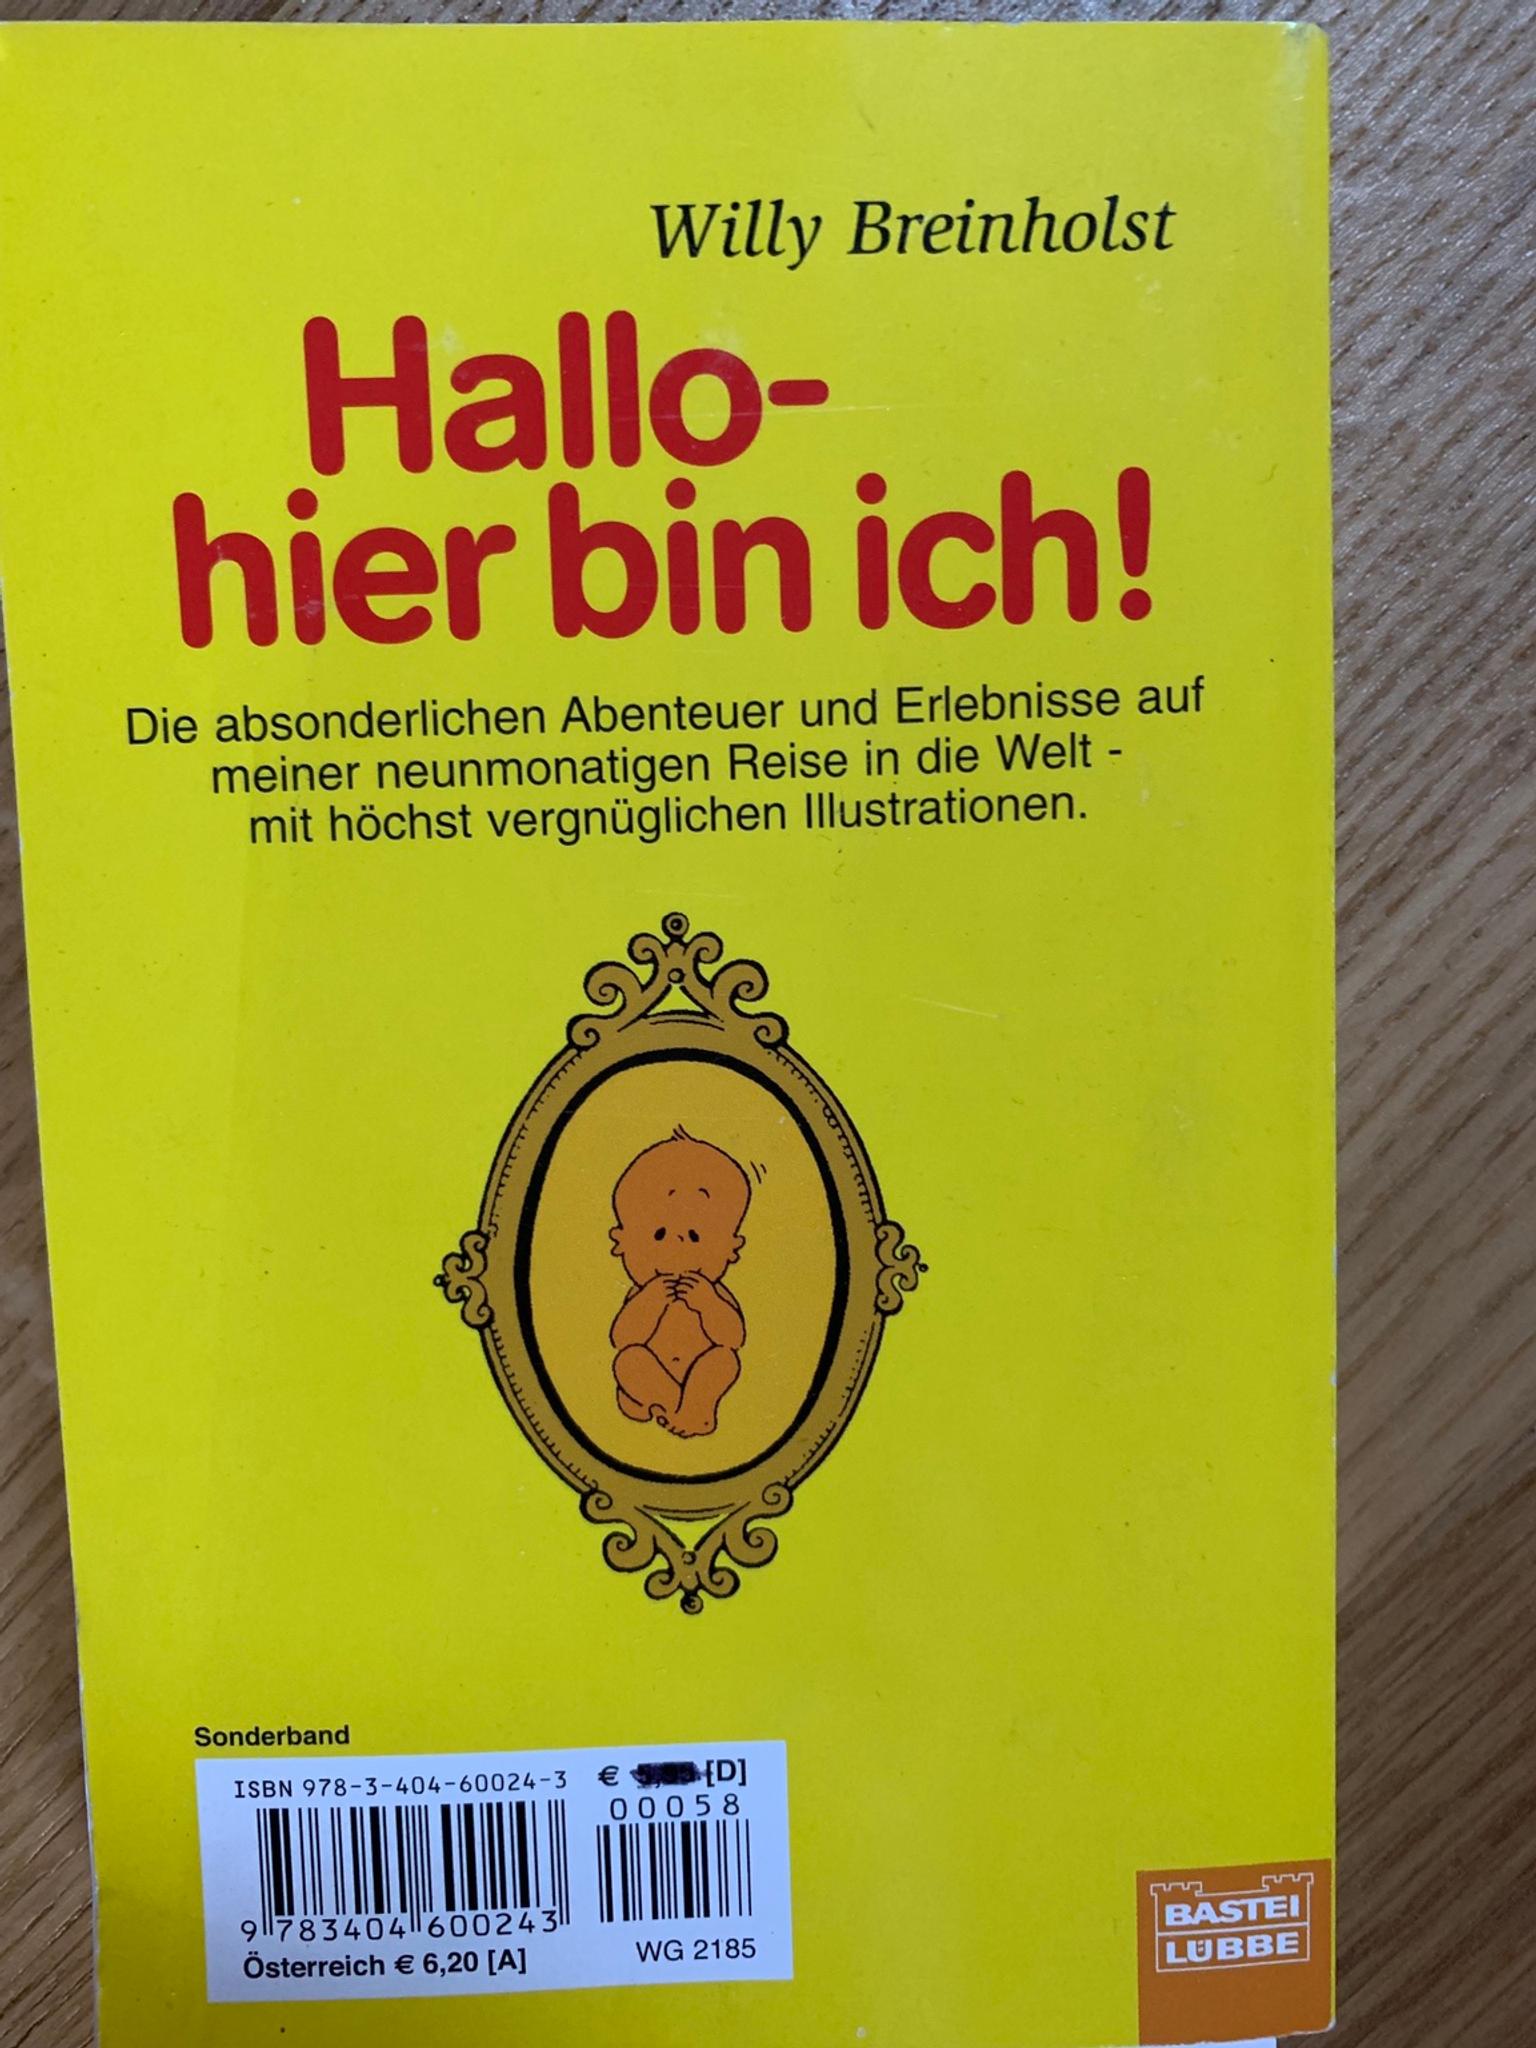 Willy Breinholst
Hallo-
hier bin ich!
Die absonderlichen Abenteuer und Erlebnisse auf
meiner neunmonatigen Reise in die Welt -
mit höchst vergnüglichen Illustrationen.
Sonderband
ISBN 978-3-404-60024-3 € [D]
00058
9 783404 600243
Österreich € 6,20 [A] WG 2185
BASTEI
LÜBBE